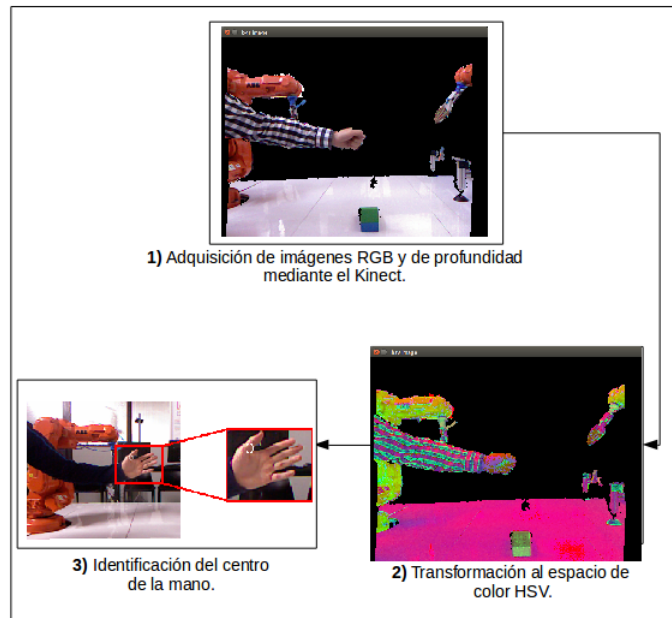 1) Adquisición de imágenes RGB y de profundidad
mediante el Kinect.
ABB
2) Transformación al espacio de
color HSV.
3) Identificación del centro
de la mano.